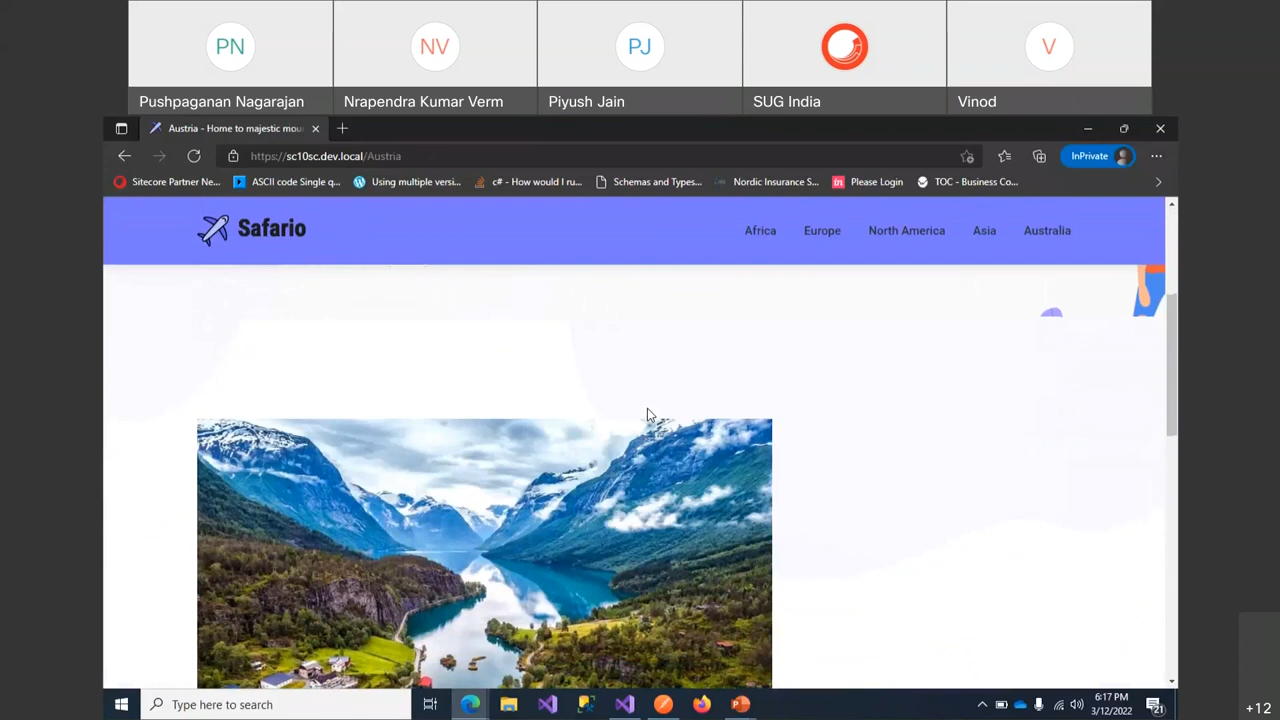 PN
NV
PJ
V
Pushpaganan Nagarajan
Nrapendra Kumar Verm
Piyush Jain
SUG India
Vinod
Austria - Home to majestic mou
https://sc10sc.dev.local/Austria
InPrivate
Sitecore Partner Ne...
ASCII code Single q...
Using multiple versi...
c# - How would I ru...
Schemas and Types...
Nordic Insurance S...
in
Please Login
TOC - Business Co...
Safario
Africa
Europe
North America
Asia
Australia
Type here to search
6:17 PM
3/12/2022
21
+12